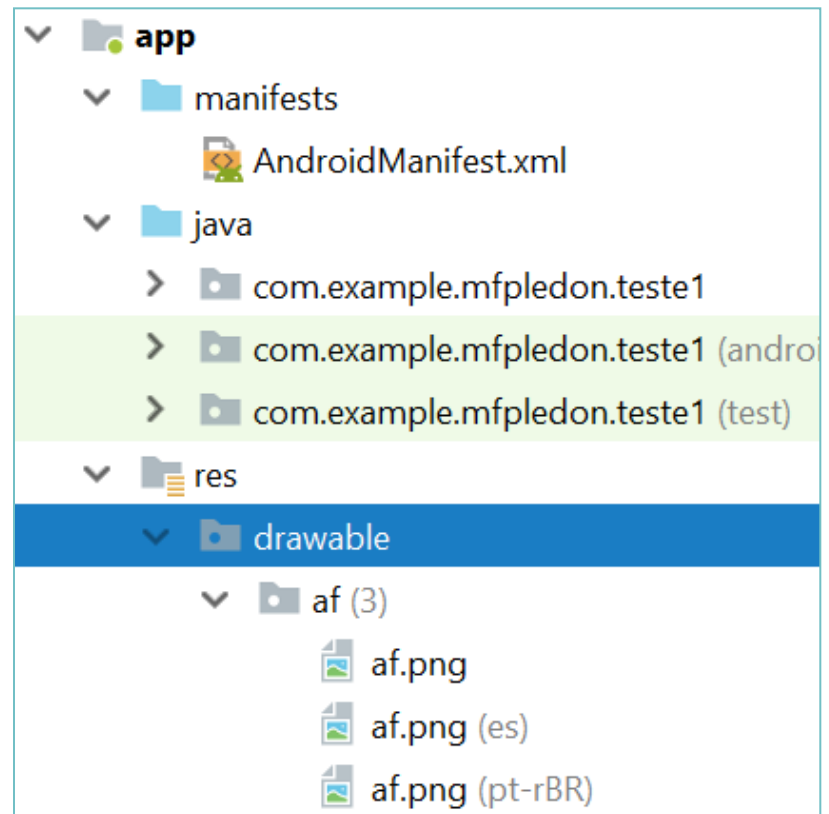 app
manifests
AndroidManifest.xml
java
com.example.mfpledon.teste1
com.example.mfpledon.teste1 (androi
com.example.mfpledon.teste1 (test)
res
drawable
af (3)
af.png
af.png (es)
af.png (pt-rBR)